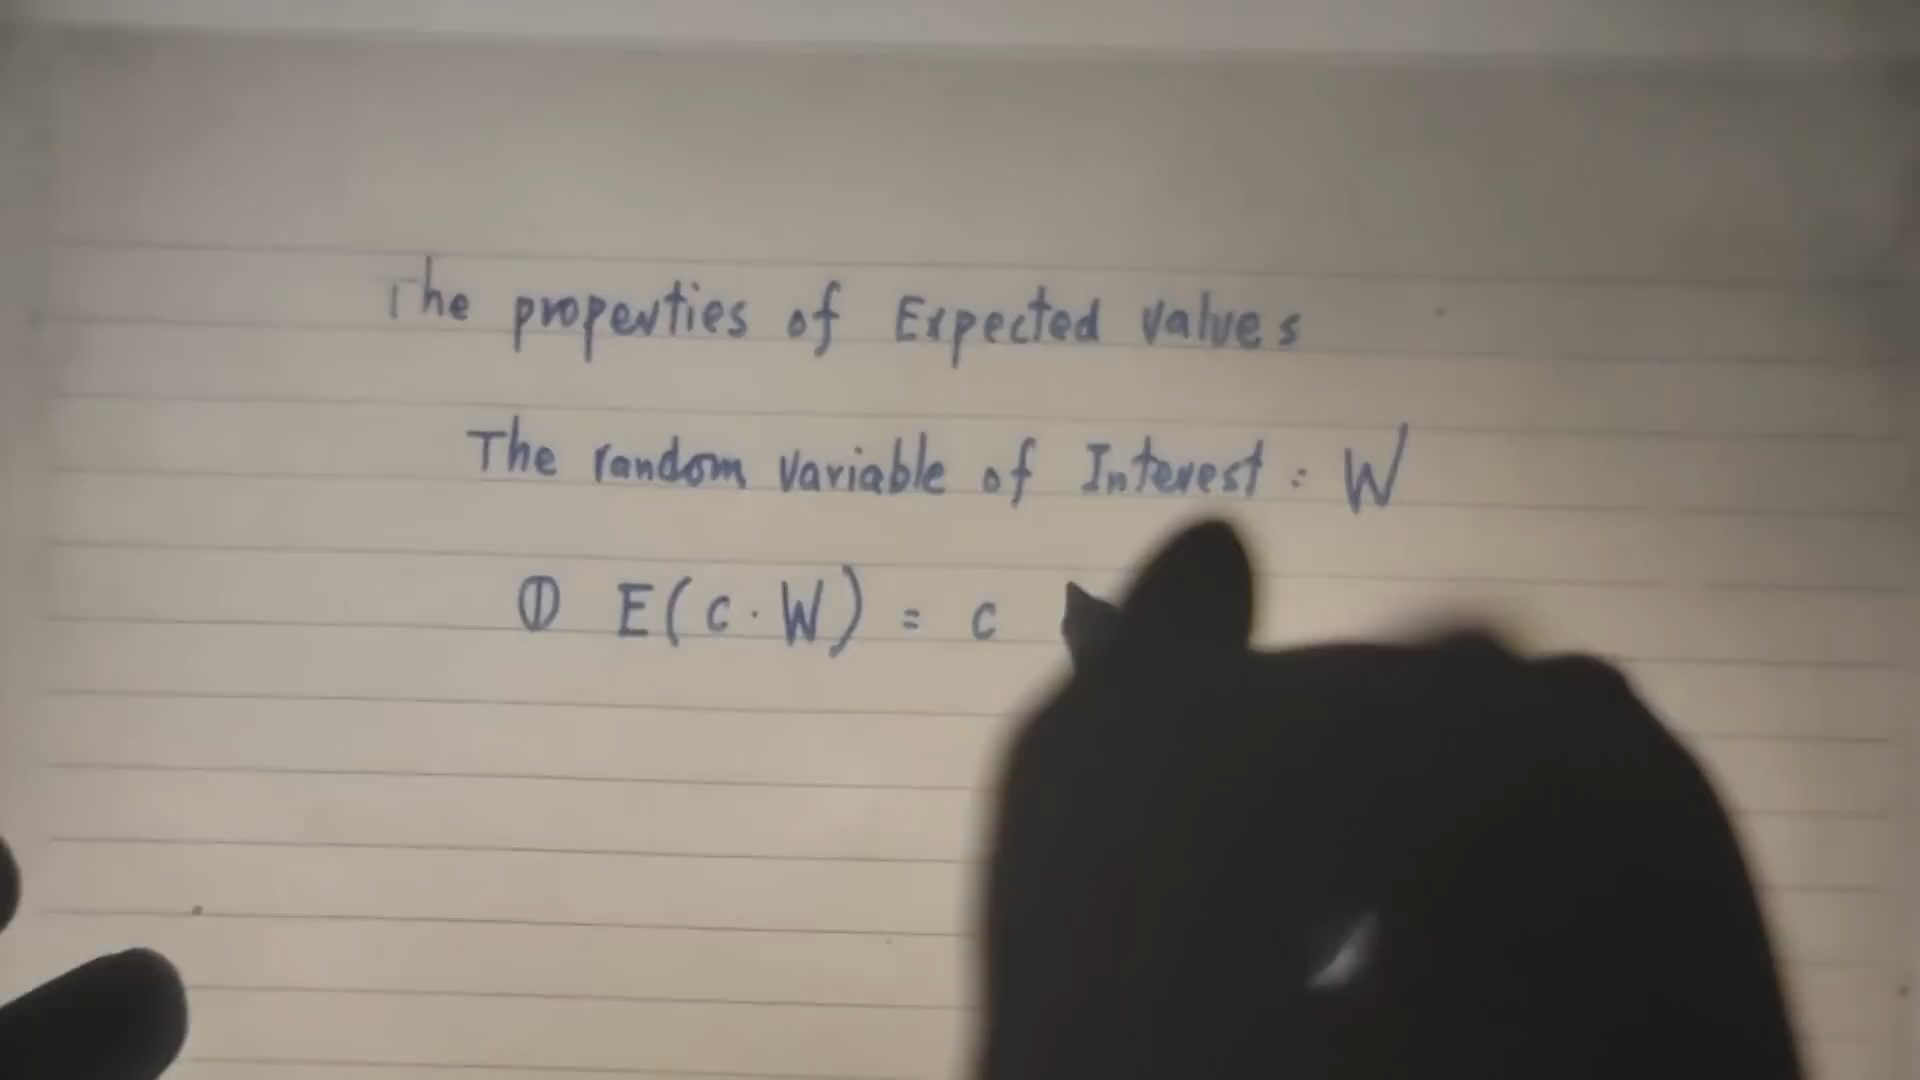 The properties of Expected values
The random variable of Interest : W
① E(c·W) = c